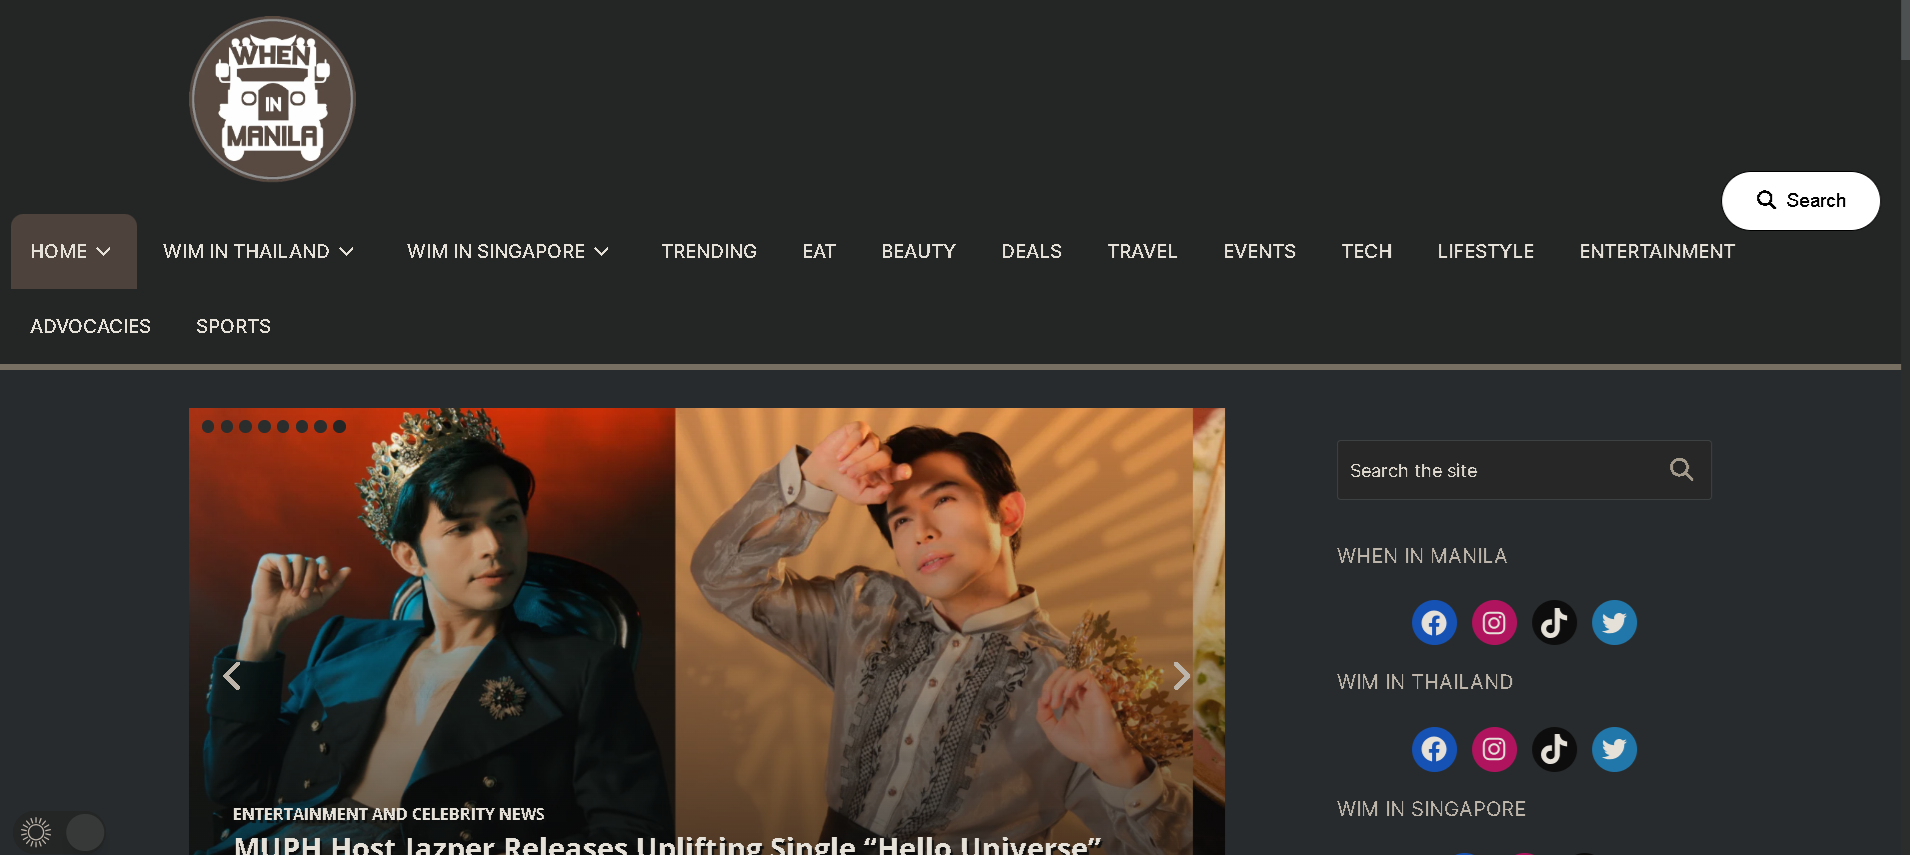 WHEN
IN
MANILA
Search
HOME
WIM IN THAILAND
WIM IN SINGAPORE
TRENDING
EAT
BEAUTY
DEALS
TRAVEL
EVENTS
TECH
LIFESTYLE
ENTERTAINMENT
ADVOCACIES
SPORTS
Search the site
WHEN IN MANILA
WIM IN THAILAND
WIM IN SINGAPORE
ENTERTAINMENT AND CELEBRITY NEWS
MUPH Host Jazper Releases Uplifting Single “Hello Universe”